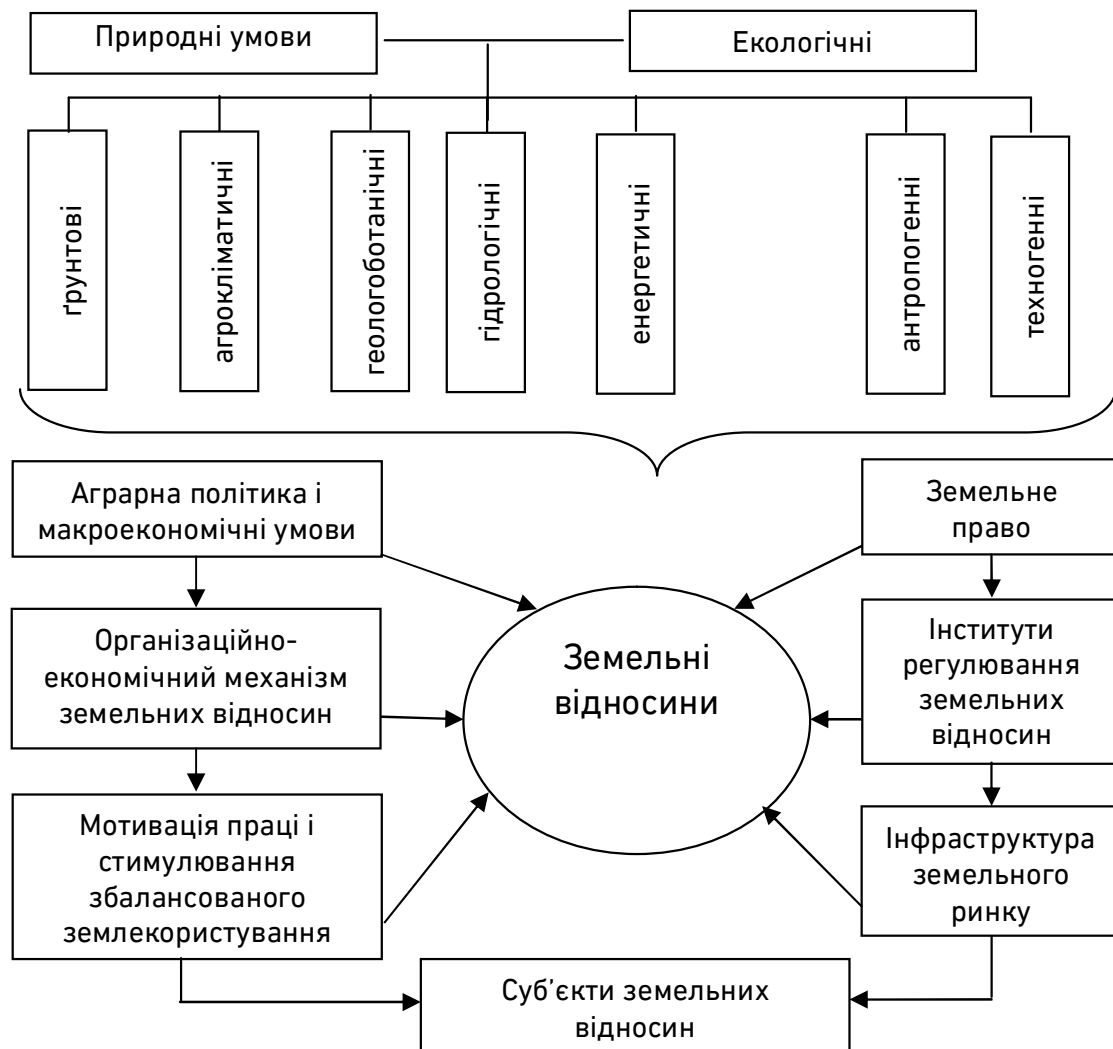 Природні умови
Екологічні
ґрунтові
агрокліматичні
геологоботанічні
гідрологічні
енергетичні
антропогенні
техногенні
Аграрна політика і
макроекономічні умови
Земельне
право
Організаційно-
економічний механізм
земельних відносин
Земельні
відносини
Інститути
регулювання
земельних
відносин
Мотивація праці і
стимулювання
збалансованого
землекористування
Інфраструктура
земельного
ринку
Суб’єкти земельних
відносин